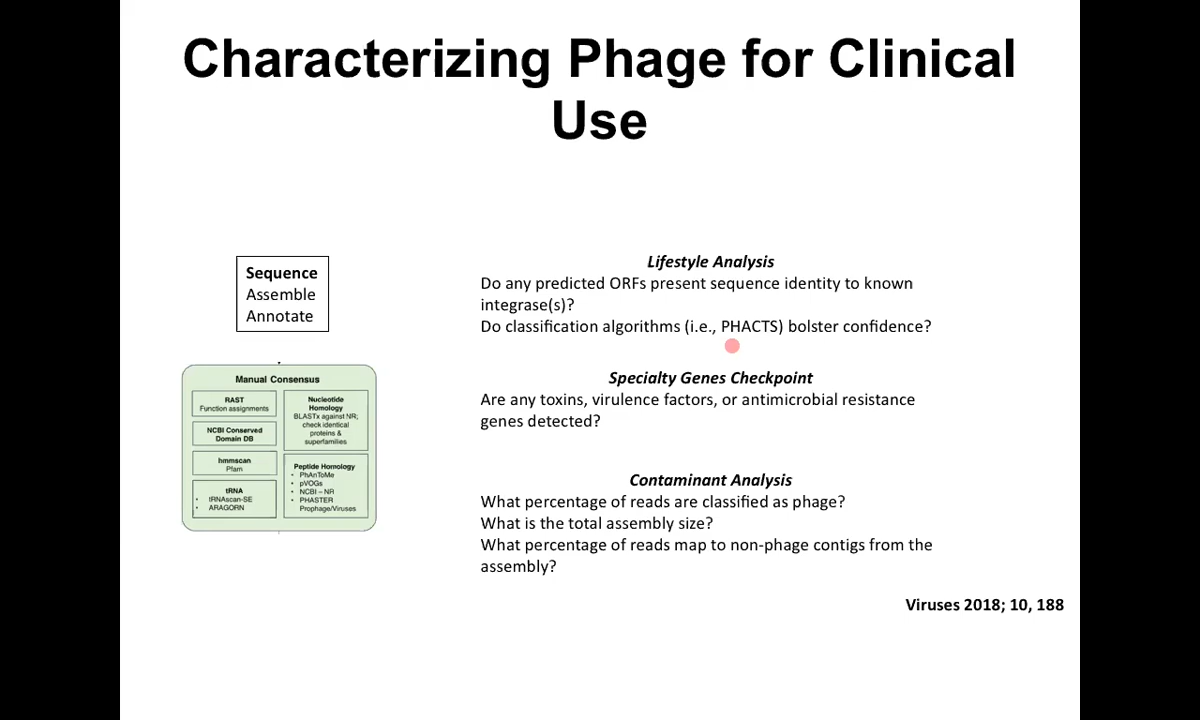 Characterizing Phage for Clinical
Use
Sequence
Assemble
Annotate
Manual Consensus
RAST
Function assignments
NCBI Conserved
Domain DB
hmmscan
Pfam
tRNA
• tRNAscan-SE
• ARAGORN
Nucleotide
Homology
BLASTx against NR;
check identical
proteins &
superfamilies
Peptide Homology
• PhAnToMe
• pVOGs
• NCBI – NR
• PHASTER
Prophage/Viruses
Lifestyle Analysis
Do any predicted ORFs present sequence identity to known
integrase(s)?
Do classification algorithms (i.e., PHACTS) bolster confidence?
Specialty Genes Checkpoint
Are any toxins, virulence factors, or antimicrobial resistance
genes detected?
Contaminant Analysis
What percentage of reads are classified as phage?
What is the total assembly size?
What percentage of reads map to non-phage contigs from the
assembly?
Viruses 2018; 10, 188